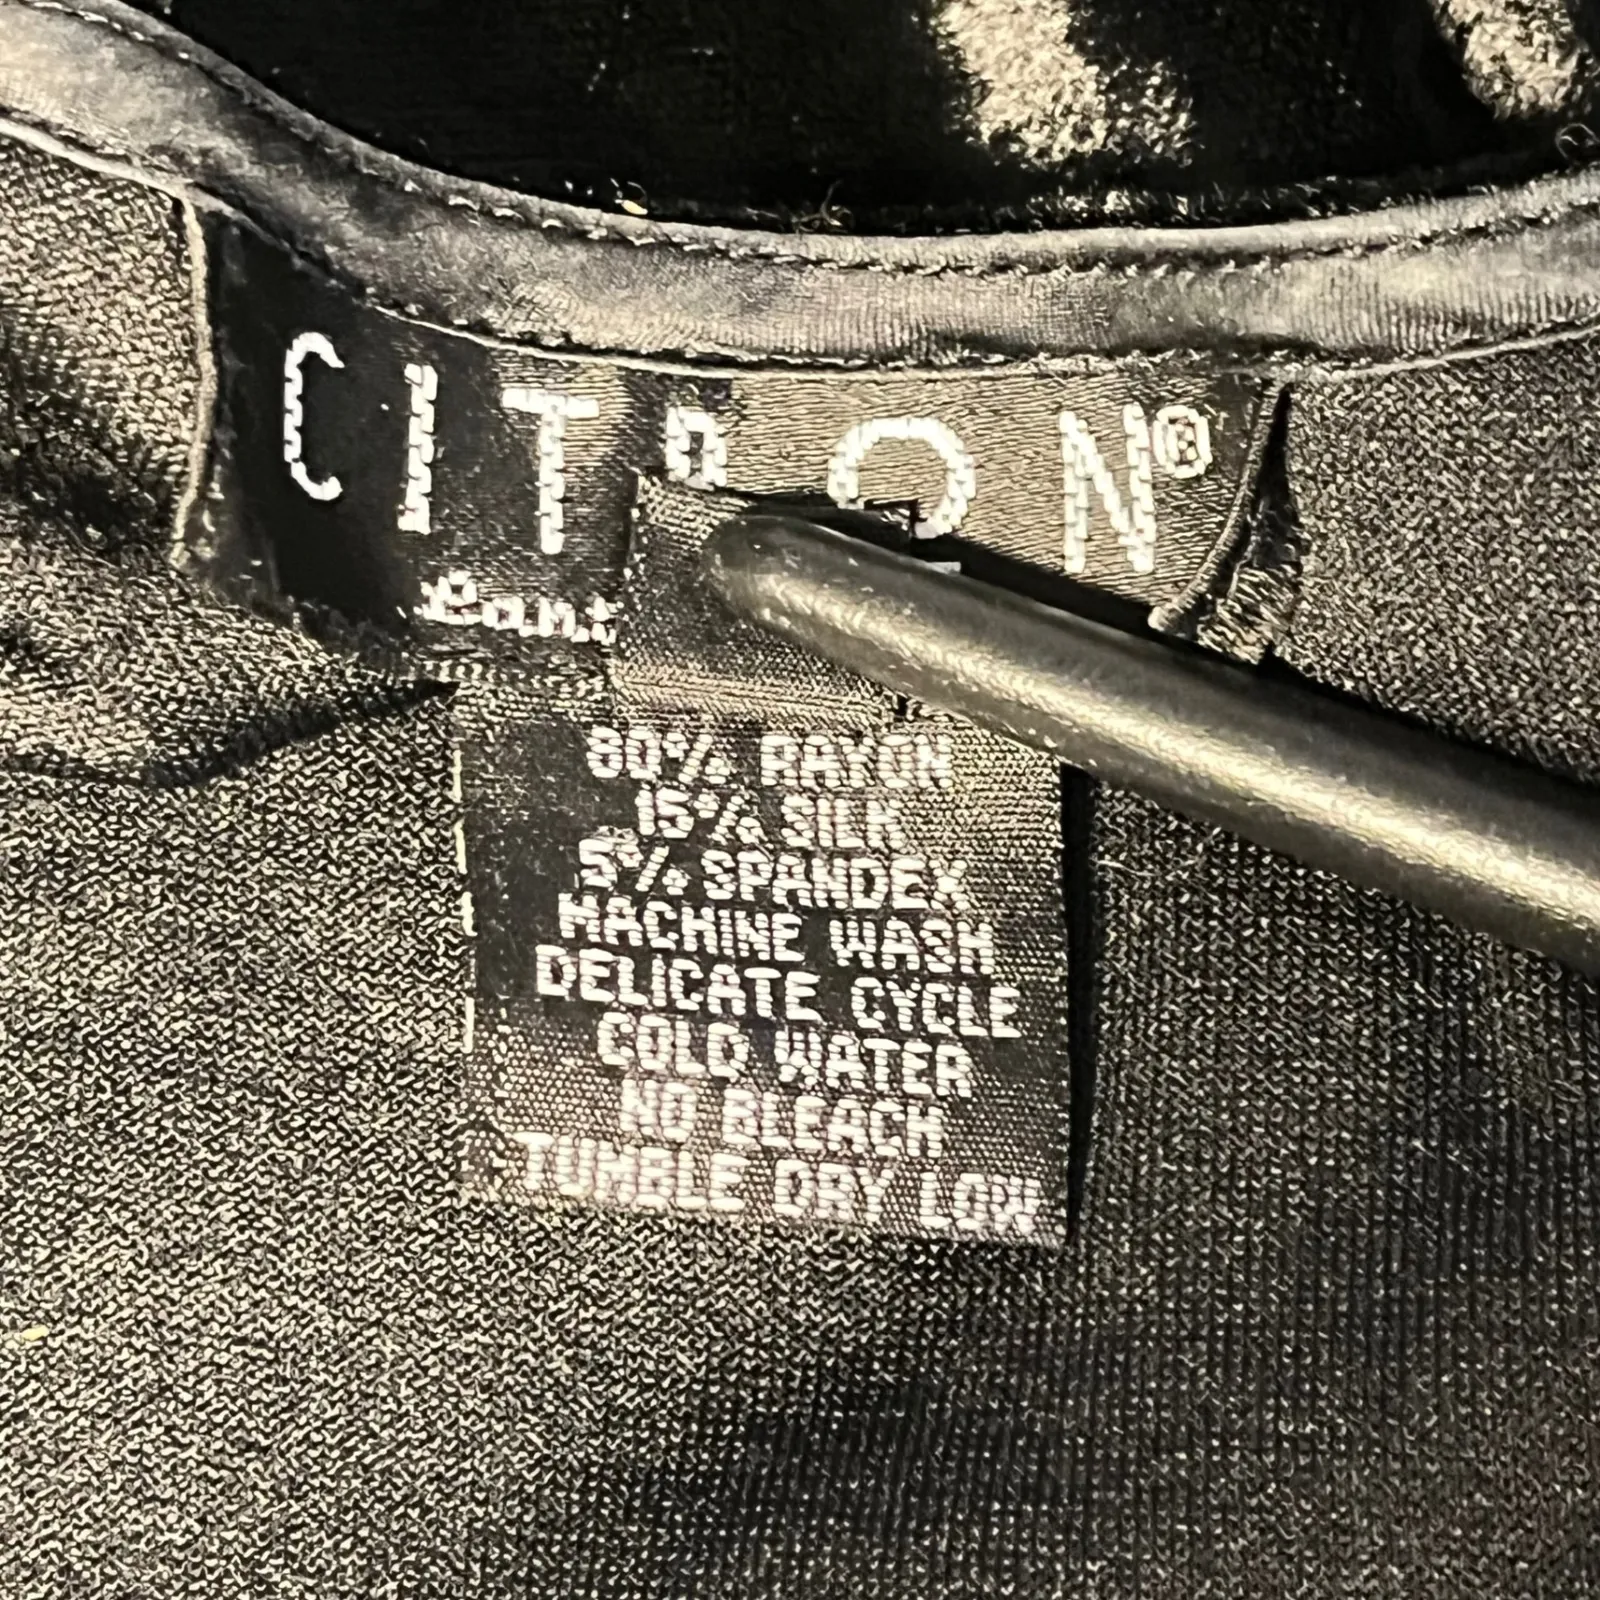 CITRON®
80% RAYON
15% SILK
5% SPANDEX
MACHINE WASH
DELICATE CYCLE
COLD WATER
NO BLEACH
TUMBLE DRY LOW